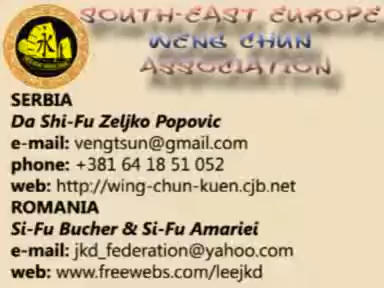 SOUTH-EAST EUROPE
WENG CHUN
ASSOCIATION
SERBIA
Da Shi-Fu Zeljko Popovic
e-mail: vengtsun@gmail.com
phone: +381 64 18 51 052
web: http://wing-chun-kuen.cjb.net
ROMANIA
Si-Fu Bucher & Si-Fu Amariei
e-mail: jkd_federation@yahoo.com
web: www.freewebs.com/leejkd